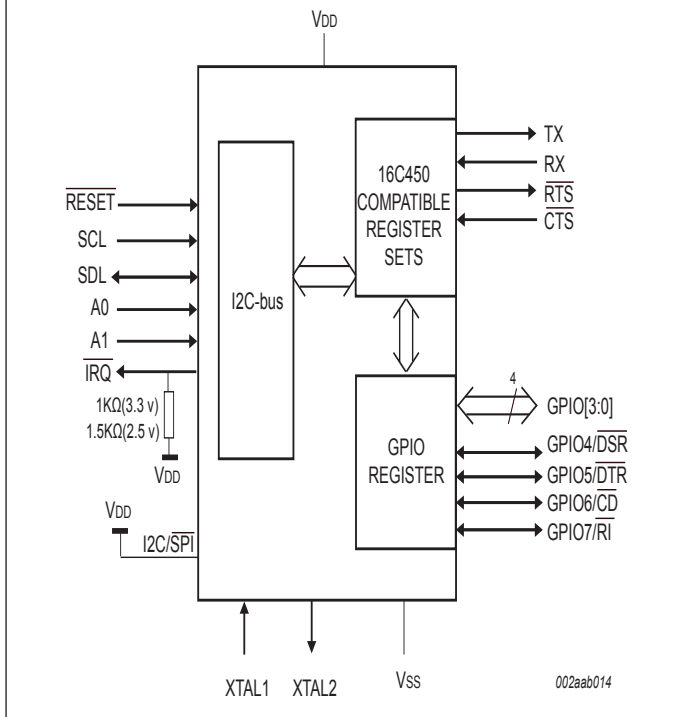 VDD
RESET
SCL
SDL
A0
A1
IRQ
1KΩ(3.3 v)
1.5KΩ(2.5 v)
VDD
VDD
I2C/SPI
I2C-bus
16C450
COMPATIBLE
REGISTER
SETS
TX
RX
RTS
CTS
GPIO
REGISTER
4
GPIO[3:0]
GPIO4/DSR
GPIO5/DTR
GPIO6/CD
GPIO7/RI
XTAL1
XTAL2
VSS
002aab014